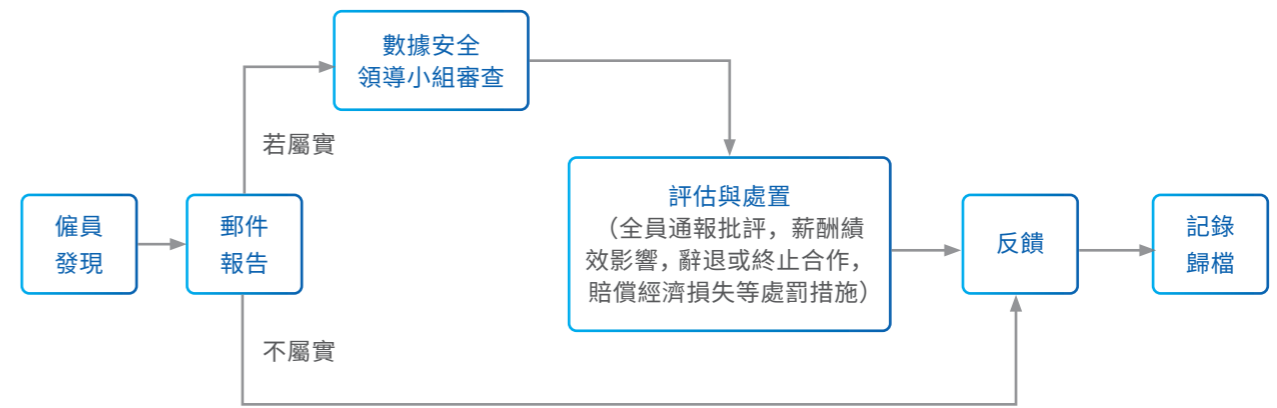 數據安全
領導小組審查
若屬實
僱員
發現
郵件
報告
評估與處置
（全員通報批評，薪酬績
效影響，辭退或終止合作，
賠償經濟損失等處罰措施）
反饋
記錄
歸檔
不屬實